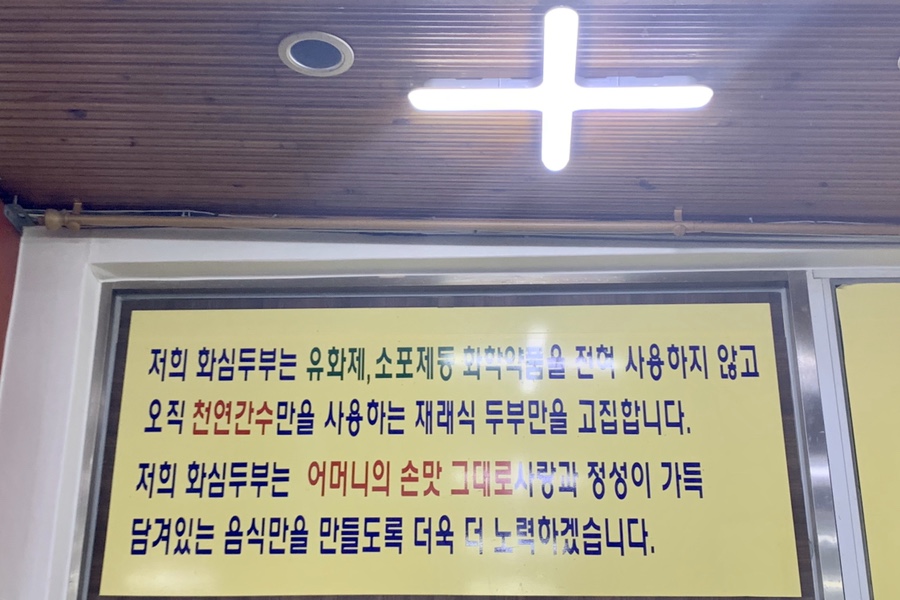 저희 화심두부는 유화제,소포제등 화학약품을 전혀 사용하지 않고
오직 천연간수만을 사용하는 재래식 두부만을 고집합니다.
저희 화심두부는 어머니의 손맛 그대로사랑과 정성이 가득
담겨있는 음식만을 만들도록 더욱 더 노력하겠습니다.